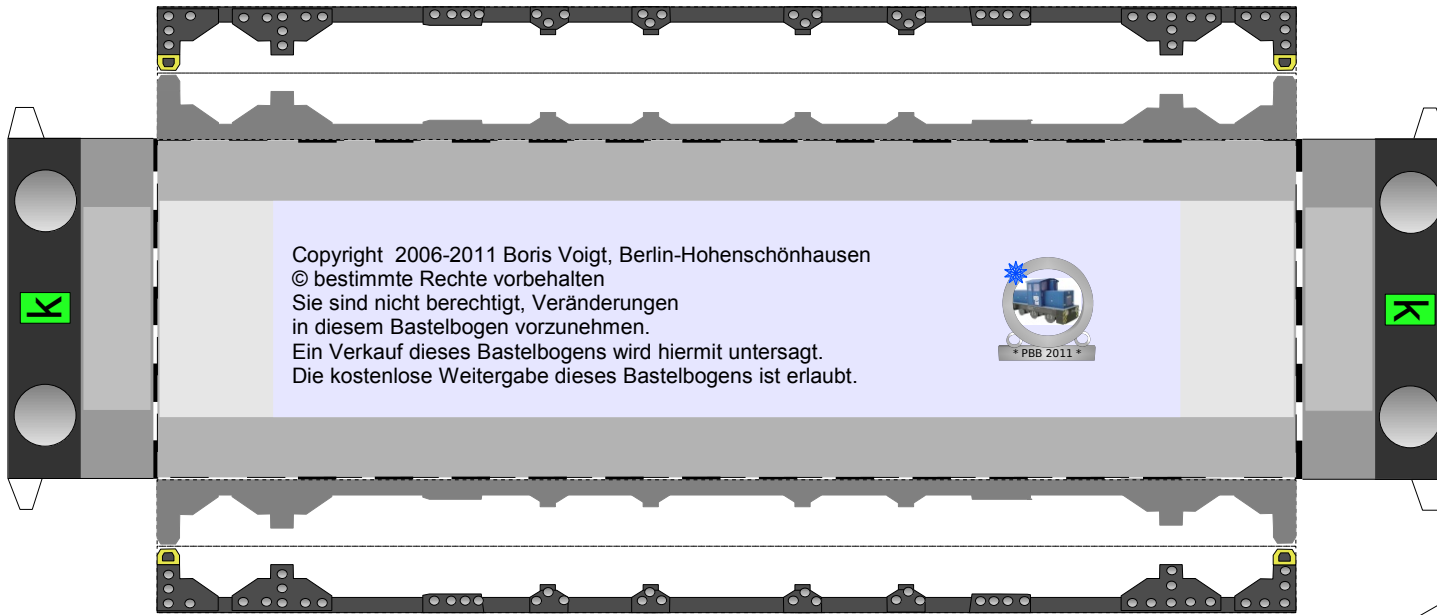 Copyright  2006-2011 Boris Voigt, Berlin-Hohenschönhausen
© bestimmte Rechte vorbehalten
Sie sind nicht berechtigt, Veränderungen
in diesem Bastelbogen vorzunehmen.
Ein Verkauf dieses Bastelbogens wird hiermit untersagt.
Die kostenlose Weitergabe dieses Bastelbogens ist erlaubt.
* PBB 2011 *
K
K